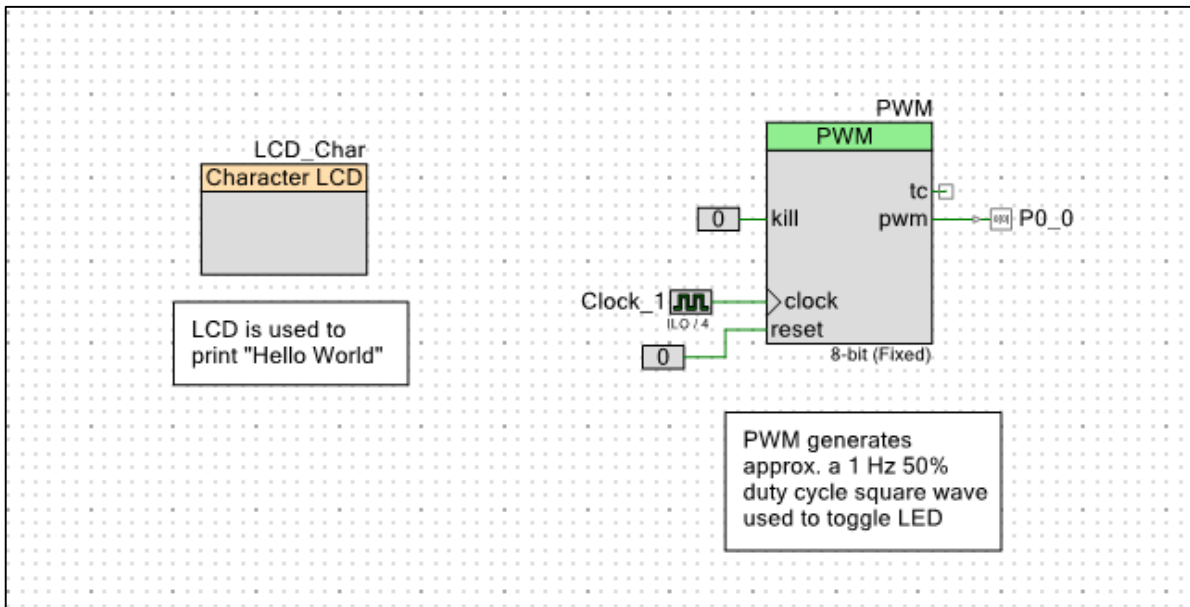 LCD_Char
Character LCD
LCD is used to
print "Hello World"
PWM
PWM
tc
0
kill
pwm
P0_0
Clock_1
clock
ILO / 4
reset
0
8-bit (Fixed)
PWM generates
approx. a 1 Hz 50%
duty cycle square wave
used to toggle LED